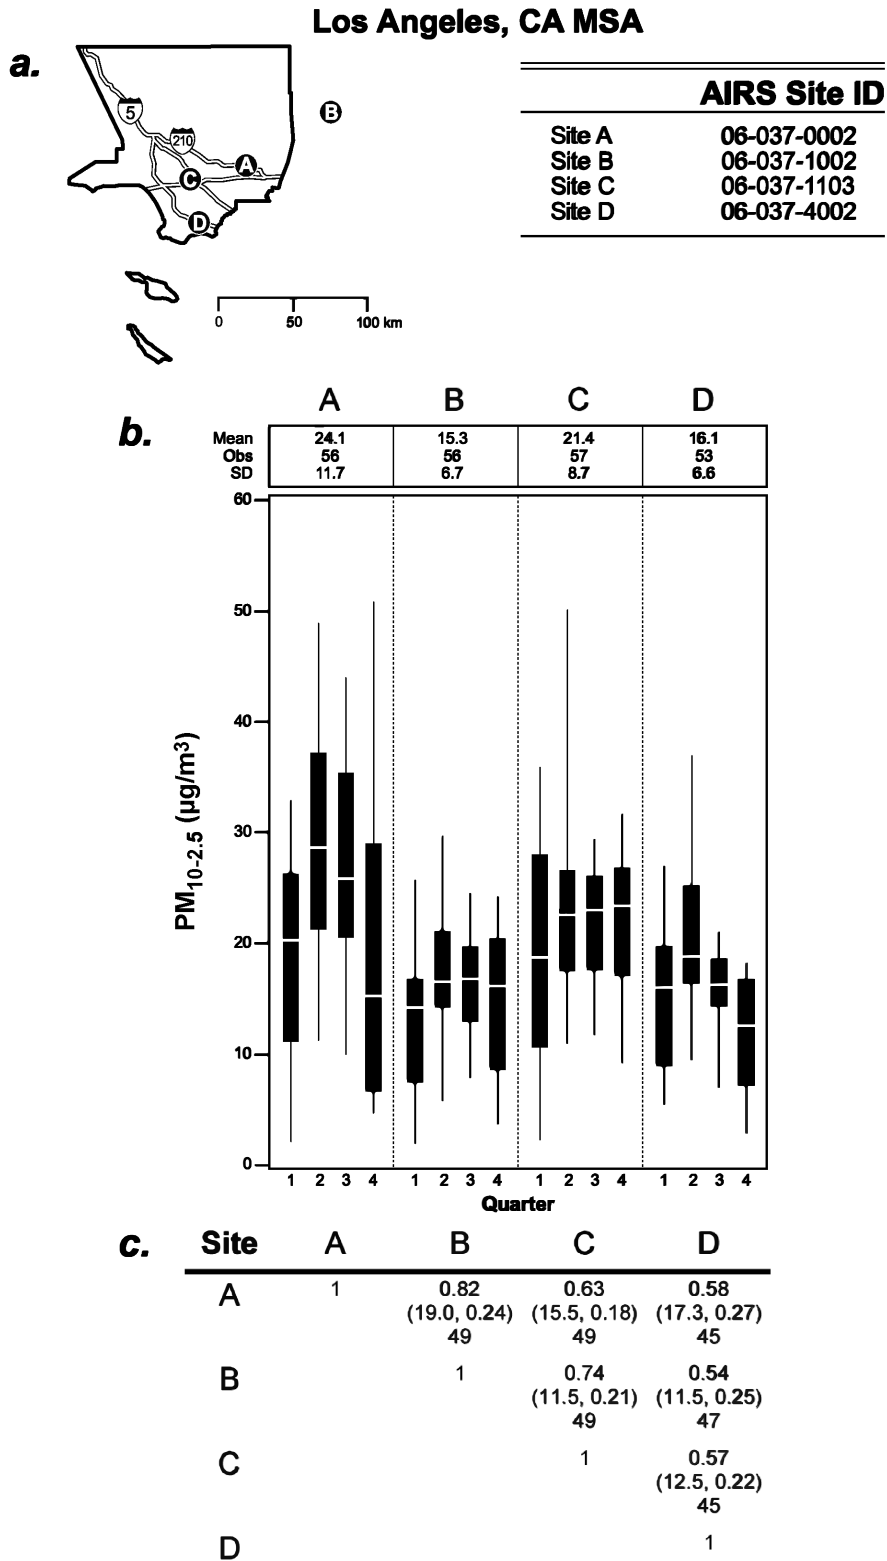 Los Angeles, CA MSA
a.
5
210
A
B
C
D
0 50 100 km
AIRS Site ID
Site A 06-037-0002
Site B 06-037-1002
Site C 06-037-1103
Site D 06-037-4002
b.
A B C D
Mean 24.1 15.3 21.4 16.1
Obs 56 56 57 53
SD 11.7 6.7 8.7 6.6
60
50
40
30
20
10
0
PM10-2.5 (µg/m3)
1 2 3 4 1 2 3 4 1 2 3 4 1 2 3 4
Quarter
c.
Site A B C D
A 1 0.82 0.63 0.58
(19.0, 0.24) (15.5, 0.18) (17.3, 0.27)
49 49 45
B 1 0.74 0.54
(11.5, 0.21) (11.5, 0.25)
49 47
C 1 0.57
(12.5, 0.22)
45
D 1